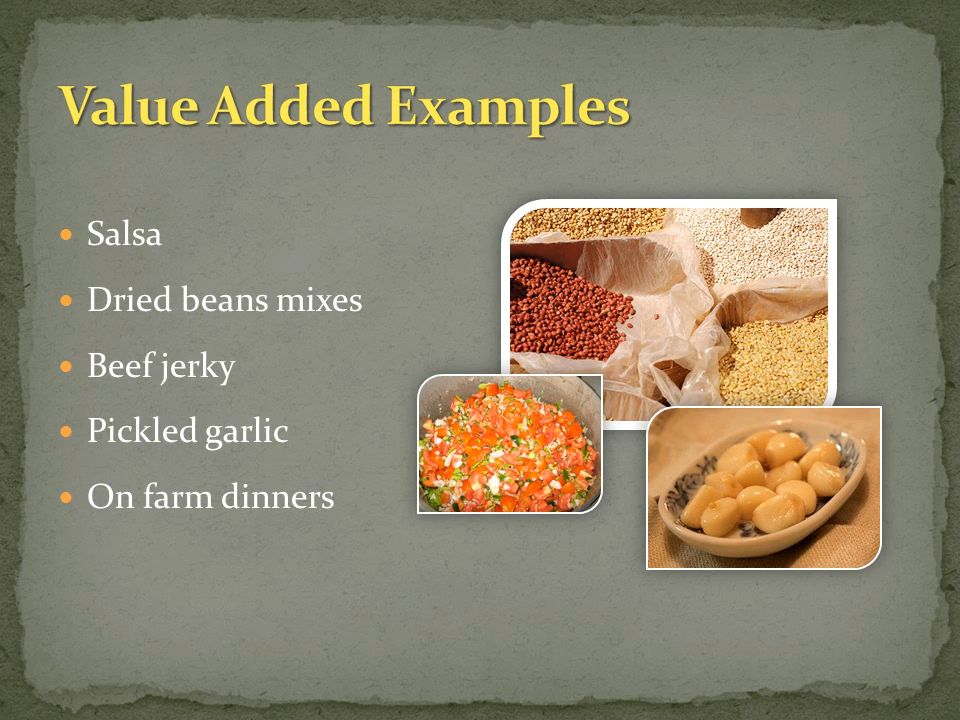 Value Added Examples
Salsa
Dried beans mixes
Beef jerky
Pickled garlic
On farm dinners